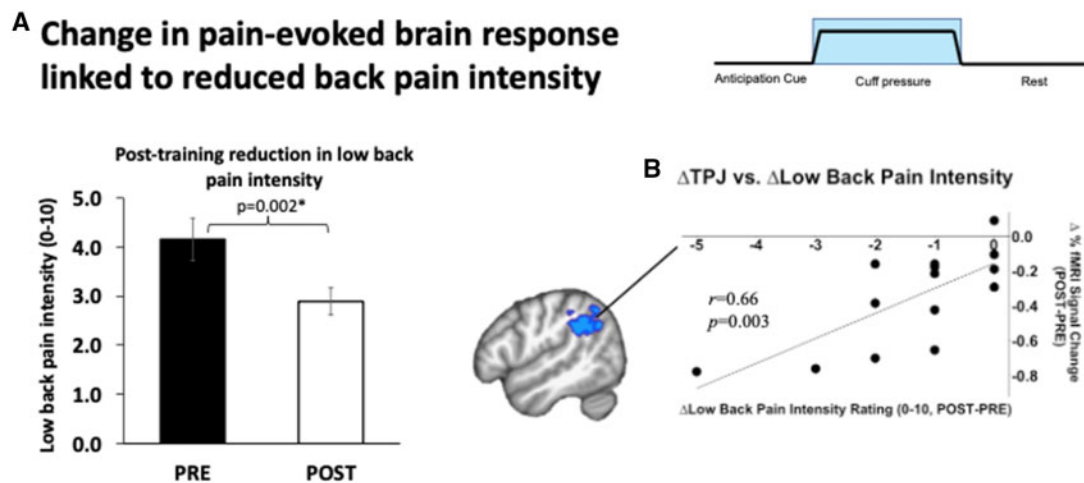 A
Change in pain-evoked brain response
linked to reduced back pain intensity
Anticipation Cue
Cuff pressure
Rest
Post-training reduction in low back
pain intensity
p=0.002*
Low back pain intensity (0-10)
5.0
4.0
3.0
2.0
1.0
0.0
PRE
POST
B
ΔTPJ vs. ΔLow Back Pain Intensity
-5
-4
-3
-2
-1
0
0.0
-0.2
-0.4
-0.6
-0.8
r=0.66
p=0.003
Δ % fMRI Signal Change
(POST-PRE)
ΔLow Back Pain Intensity Rating (0-10, POST-PRE)